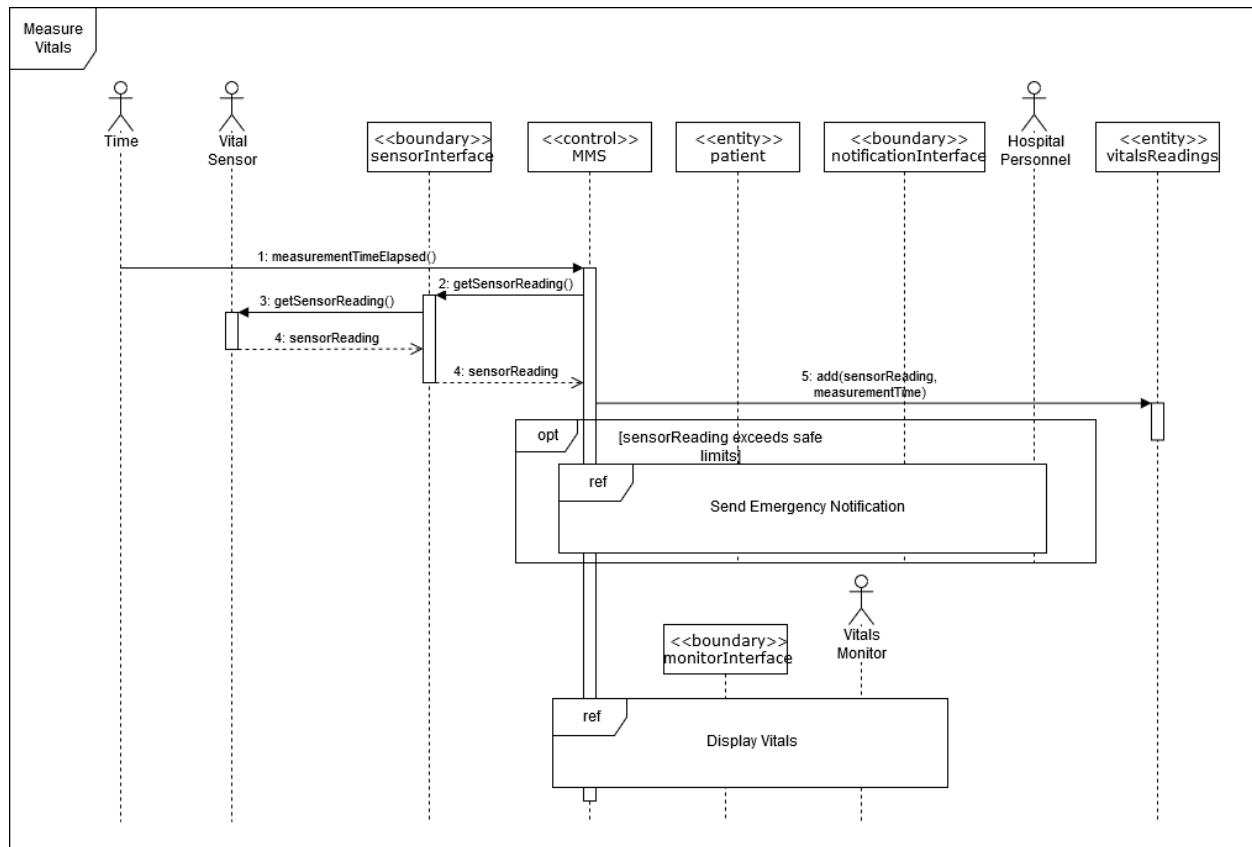 Measure
Vitals
Time
Vital
Sensor
<<boundary>>
sensorInterface
<<control>>
MMS
<<entity>>
patient
<<boundary>>
notificationInterface
Hospital
Personnel
<<entity>>
vitalsReadings
1: measurementTimeElapsed()
2: getSensorReading()
3: getSensorReading()
4: sensorReading
4: sensorReading
5: add(sensorReading,
measurementTime)
opt
[sensorReading exceeds safe
limits]
ref
Send Emergency Notification
<<boundary>>
monitorInterface
Vitals
Monitor
ref
Display Vitals